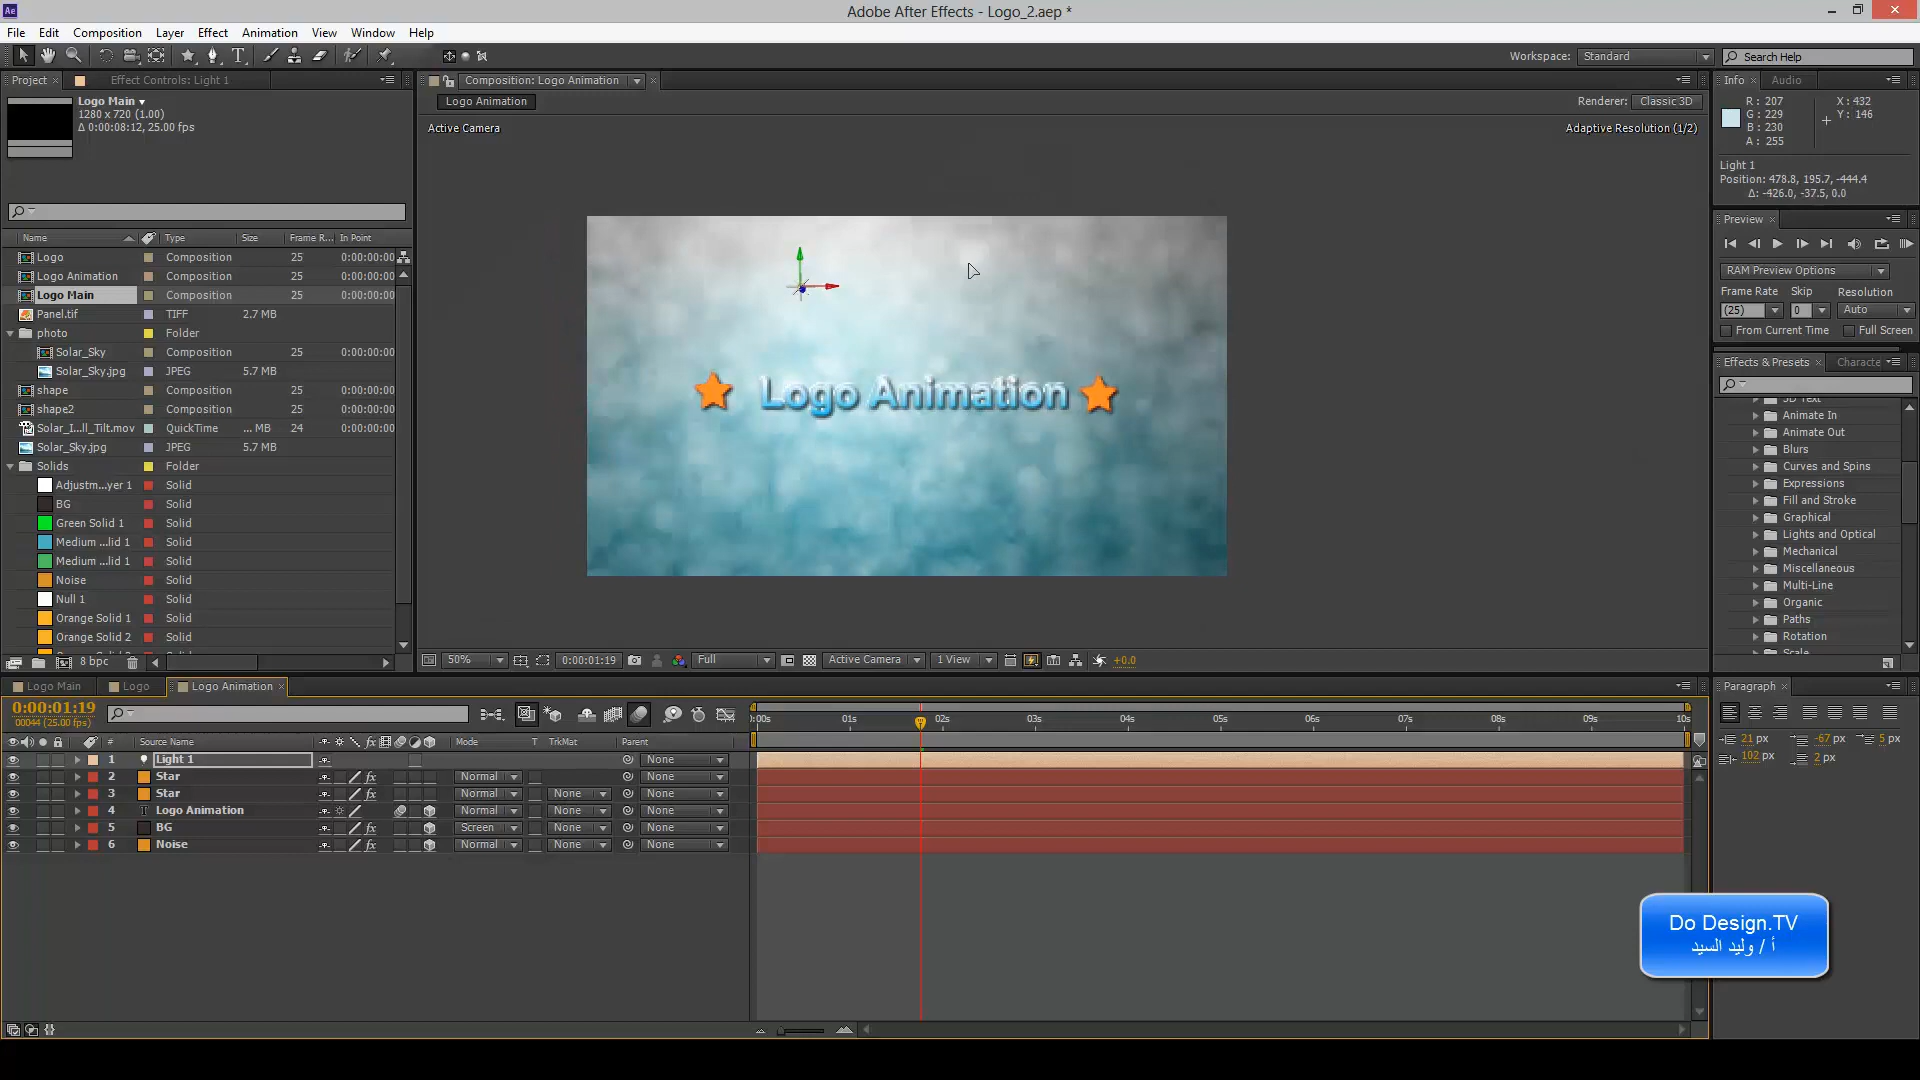 Ae
Adobe After Effects - Logo_2.aep *
File Edit Composition Layer Effect Animation View Window Help
Workspace: Standard Search Help
Project × Effect Controls: Light 1
Logo Main
1280 x 720 (1.00)
Δ 0:00:08:12, 25.00 fps
Name Type Size Frame R... In Point
Logo Composition 25 0:00:00:00
Logo Animation Composition 25 0:00:00:00
Logo Main Composition 25 0:00:00:00
Panel.tif TIFF 2.7 MB
photo Folder
Solar_Sky Composition 25 0:00:00:00
Solar_Sky.jpg JPEG 5.7 MB
shape Composition 25 0:00:00:00
shape2 Composition 25 0:00:00:00
Solar_I...ll_Tilt.mov QuickTime ... MB 24 0:00:00:00
Solar_Sky.jpg JPEG 5.7 MB
Solids Folder
Adjustm...yer 1 Solid
BG Solid
Green Solid 1 Solid
Medium ...lid 1 Solid
Medium ...lid 1 Solid
Noise Solid
Null 1 Solid
Orange Solid 1 Solid
Orange Solid 2 Solid
8 bpc
Composition: Logo Animation
Logo Animation
Renderer: Classic 3D
Active Camera
Adaptive Resolution (1/2)
Logo Animation
50% 0:00:01:19 Full Active Camera 1 View +0.0
Info × Audio
R : 207
G : 229
B : 230
A : 255
X : 432
Y : 146
Light 1
Position: 478.8, 195.7, -444.4
Δ: -426.0, -37.5, 0.0
Preview ×
RAM Preview Options
Frame Rate Skip Resolution
(25) 0 Auto
From Current Time Full Screen
Effects & Presets × Characte
3D Text
Animate In
Animate Out
Blurs
Curves and Spins
Expressions
Fill and Stroke
Graphical
Lights and Optical
Mechanical
Miscellaneous
Multi-Line
Organic
Paths
Rotation
Scale
Logo Main Logo Logo Animation ×
0:00:01:19
00044 (25.00 fps)
:00s 01s 02s 03s 04s 05s 06s 07s 08s 09s 10s
# Source Name fx Mode T TrkMat Parent
1 Light 1 None
2 Star fx Normal None
3 Star fx Normal None None
4 T Logo Animation Normal None None
5 BG fx Screen None None
6 Noise fx Normal None None
Paragraph ×
21 px -67 px 5 px
102 px 2 px
Do Design.TV
أ / وليد السيد